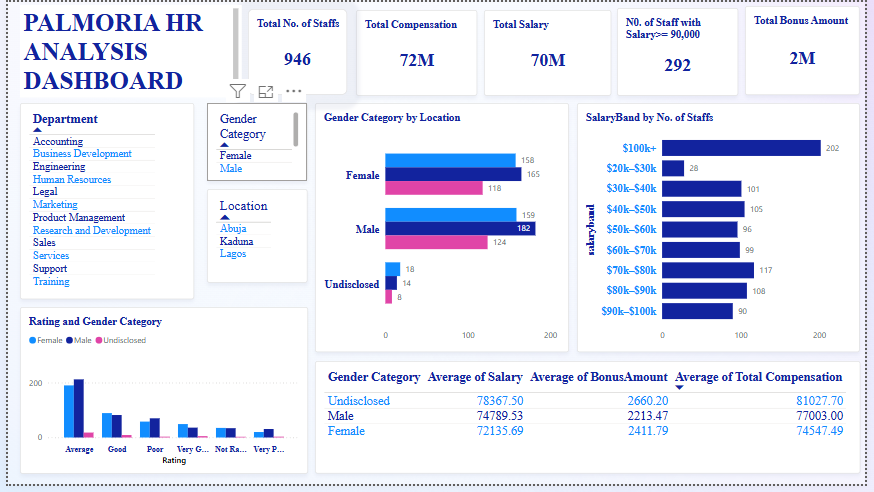 PALMORIA HR
ANALYSIS
DASHBOARD
Total No. of Staffs
946
Total Compensation
72M
Total Salary
70M
N0. of Staff with
Salary>= 90,000
292
Total Bonus Amount
2M
Department
Accounting
Business Development
Engineering
Human Resources
Legal
Marketing
Product Management
Research and Development
Sales
Services
Support
Training
Gender
Category
Female
Male
Location
Abuja
Kaduna
Lagos
Gender Category by Location
Female
158
165
118
Male
159
182
124
Undisclosed
18
14
8
0 100 200
SalaryBand by No. of Staffs
salaryband
$100k+ 202
$20k–$30k 28
$30k–$40k 101
$40k–$50k 105
$50k–$60k 96
$60k–$70k 99
$70k–$80k 117
$80k–$90k 108
$90k–$100k 90
0 100 200
Rating and Gender Category
Female Male Undisclosed
200
0
Average Good Poor Very G... Not Ra... Very P...
Rating
Gender Category Average of Salary Average of BonusAmount Average of Total Compensation
Undisclosed 78367.50 2660.20 81027.70
Male 74789.53 2213.47 77003.00
Female 72135.69 2411.79 74547.49